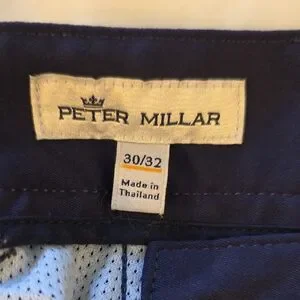 PETER MILLAR
30/32
Made in
Thailand